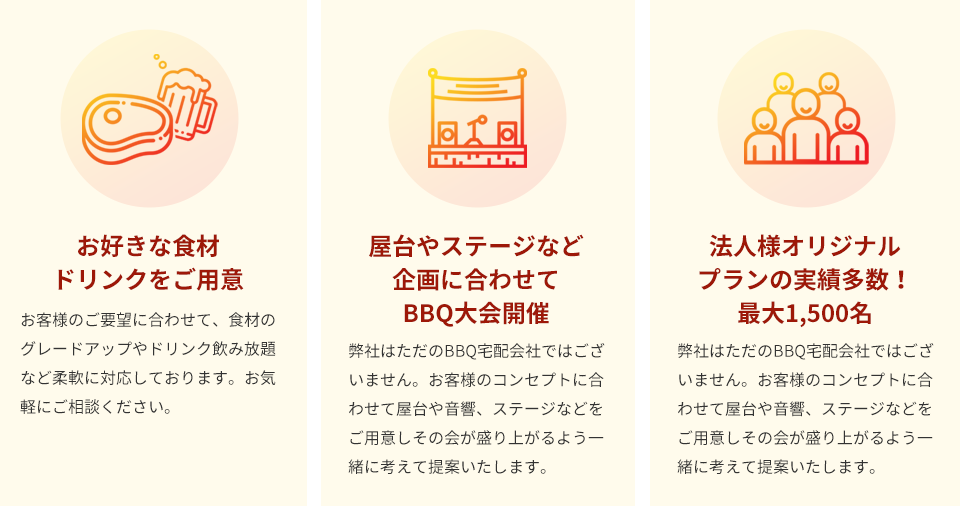 お好きな食材
ドリンクをご用意
お客様のご要望に合わせて、食材の
グレードアップやドリンク飲み放題
など柔軟に対応しております。お気
軽にご相談ください。
屋台やステージなど
企画に合わせて
BBQ大会開催
弊社はただのBBQ宅配会社ではござ
いません。お客様のコンセプトに合
わせて屋台や音響、ステージなどを
ご用意しその会が盛り上がるよう一
緒に考えて提案いたします。
法人様オリジナル
プランの実績多数！
最大1,500名
弊社はただのBBQ宅配会社ではござ
いません。お客様のコンセプトに合
わせて屋台や音響、ステージなどを
ご用意しその会が盛り上がるよう一
緒に考えて提案いたします。